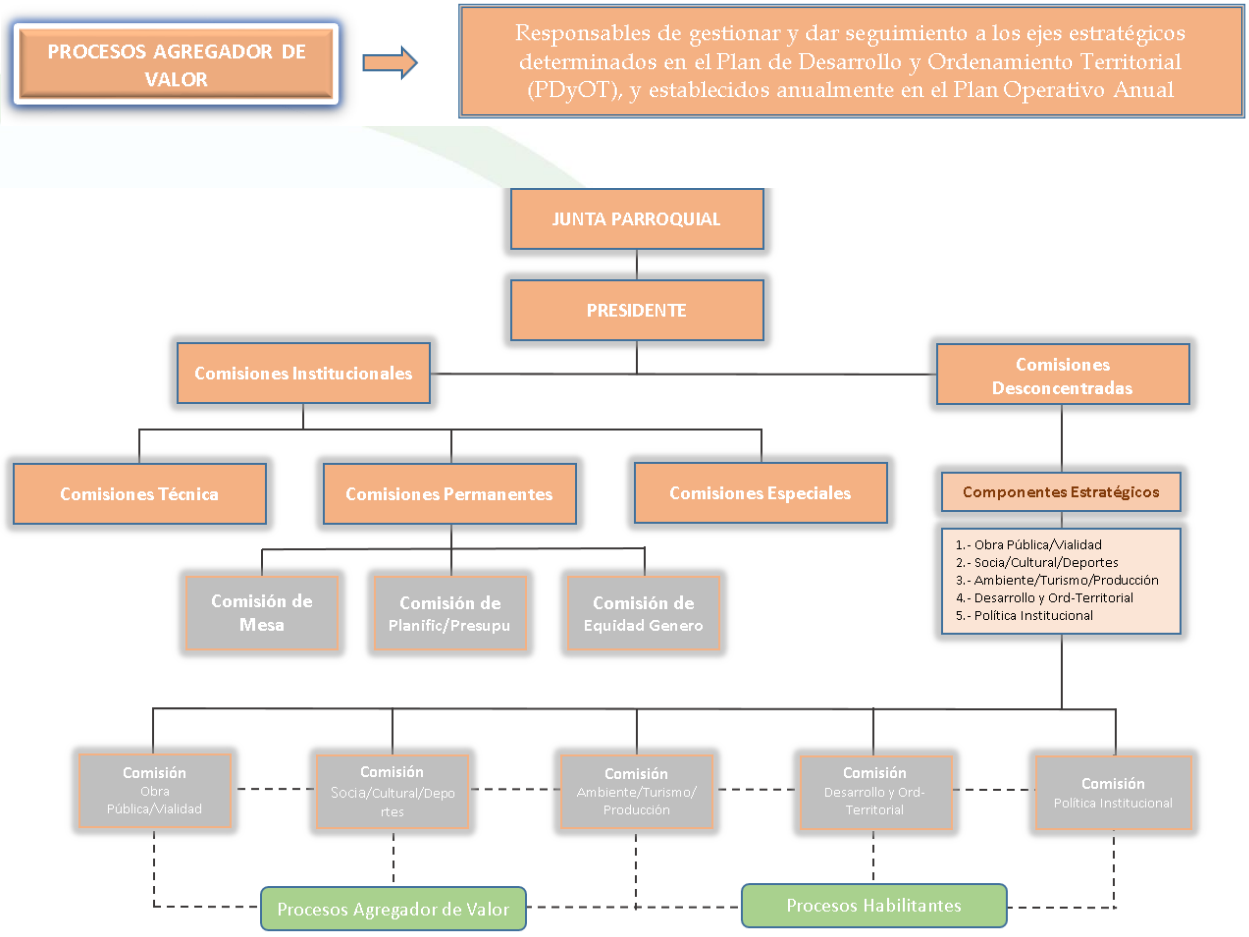 PROCESOS AGREGADOR DE
VALOR
Responsables de gestionar y dar seguimiento a los ejes estratégicos
determinados en el Plan de Desarrollo y Ordenamiento Territorial
(PDyOT), y establecidos anualmente en el Plan Operativo Anual
JUNTA PARROQUIAL
PRESIDENTE
Comisiones Institucionales
Comisiones
Desconcentradas
Comisiones Técnica
Comisiones Permanentes
Comisiones Especiales
Componentes Estratégicos
1.- Obra Pública/Vialidad
2.- Socia/Cultural/Deportes
3.- Ambiente/Turismo/Producción
4.- Desarrollo y Ord-Territorial
5.- Política Institucional
Comisión de
Mesa
Comisión de
Planific/Presupu
Comisión de
Equidad Genero
Comisión
Obra
Pública/Vialidad
Comisión
Socia/Cultural/Depo
rtes
Comisión
Ambiente/Turismo/
Producción
Comisión
Desarrollo y Ord-
Territorial
Comisión
Política Institucional
Procesos Agregador de Valor
Procesos Habilitantes